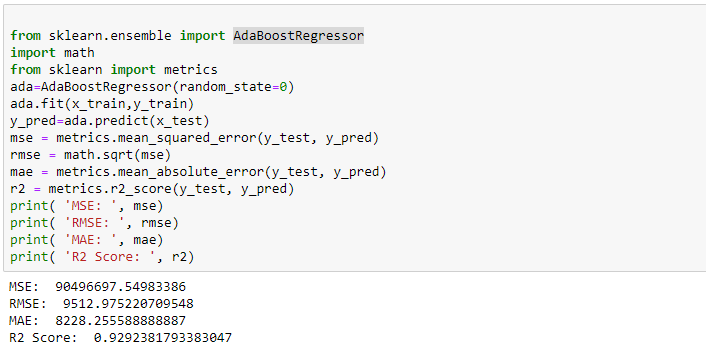 from sklearn.ensemble import AdaBoostRegressor
import math
from sklearn import metrics
ada=AdaBoostRegressor(random_state=0)
ada.fit(x_train,y_train)
y_pred=ada.predict(x_test)
mse = metrics.mean_squared_error(y_test, y_pred)
rmse = math.sqrt(mse)
mae = metrics.mean_absolute_error(y_test, y_pred)
r2 = metrics.r2_score(y_test, y_pred)
print( 'MSE: ', mse)
print( 'RMSE: ', rmse)
print( 'MAE: ', mae)
print( 'R2 Score: ', r2)
MSE:  90496697.54983386
RMSE:  9512.975220709548
MAE:  8228.255588888887
R2 Score:  0.9292381793383047